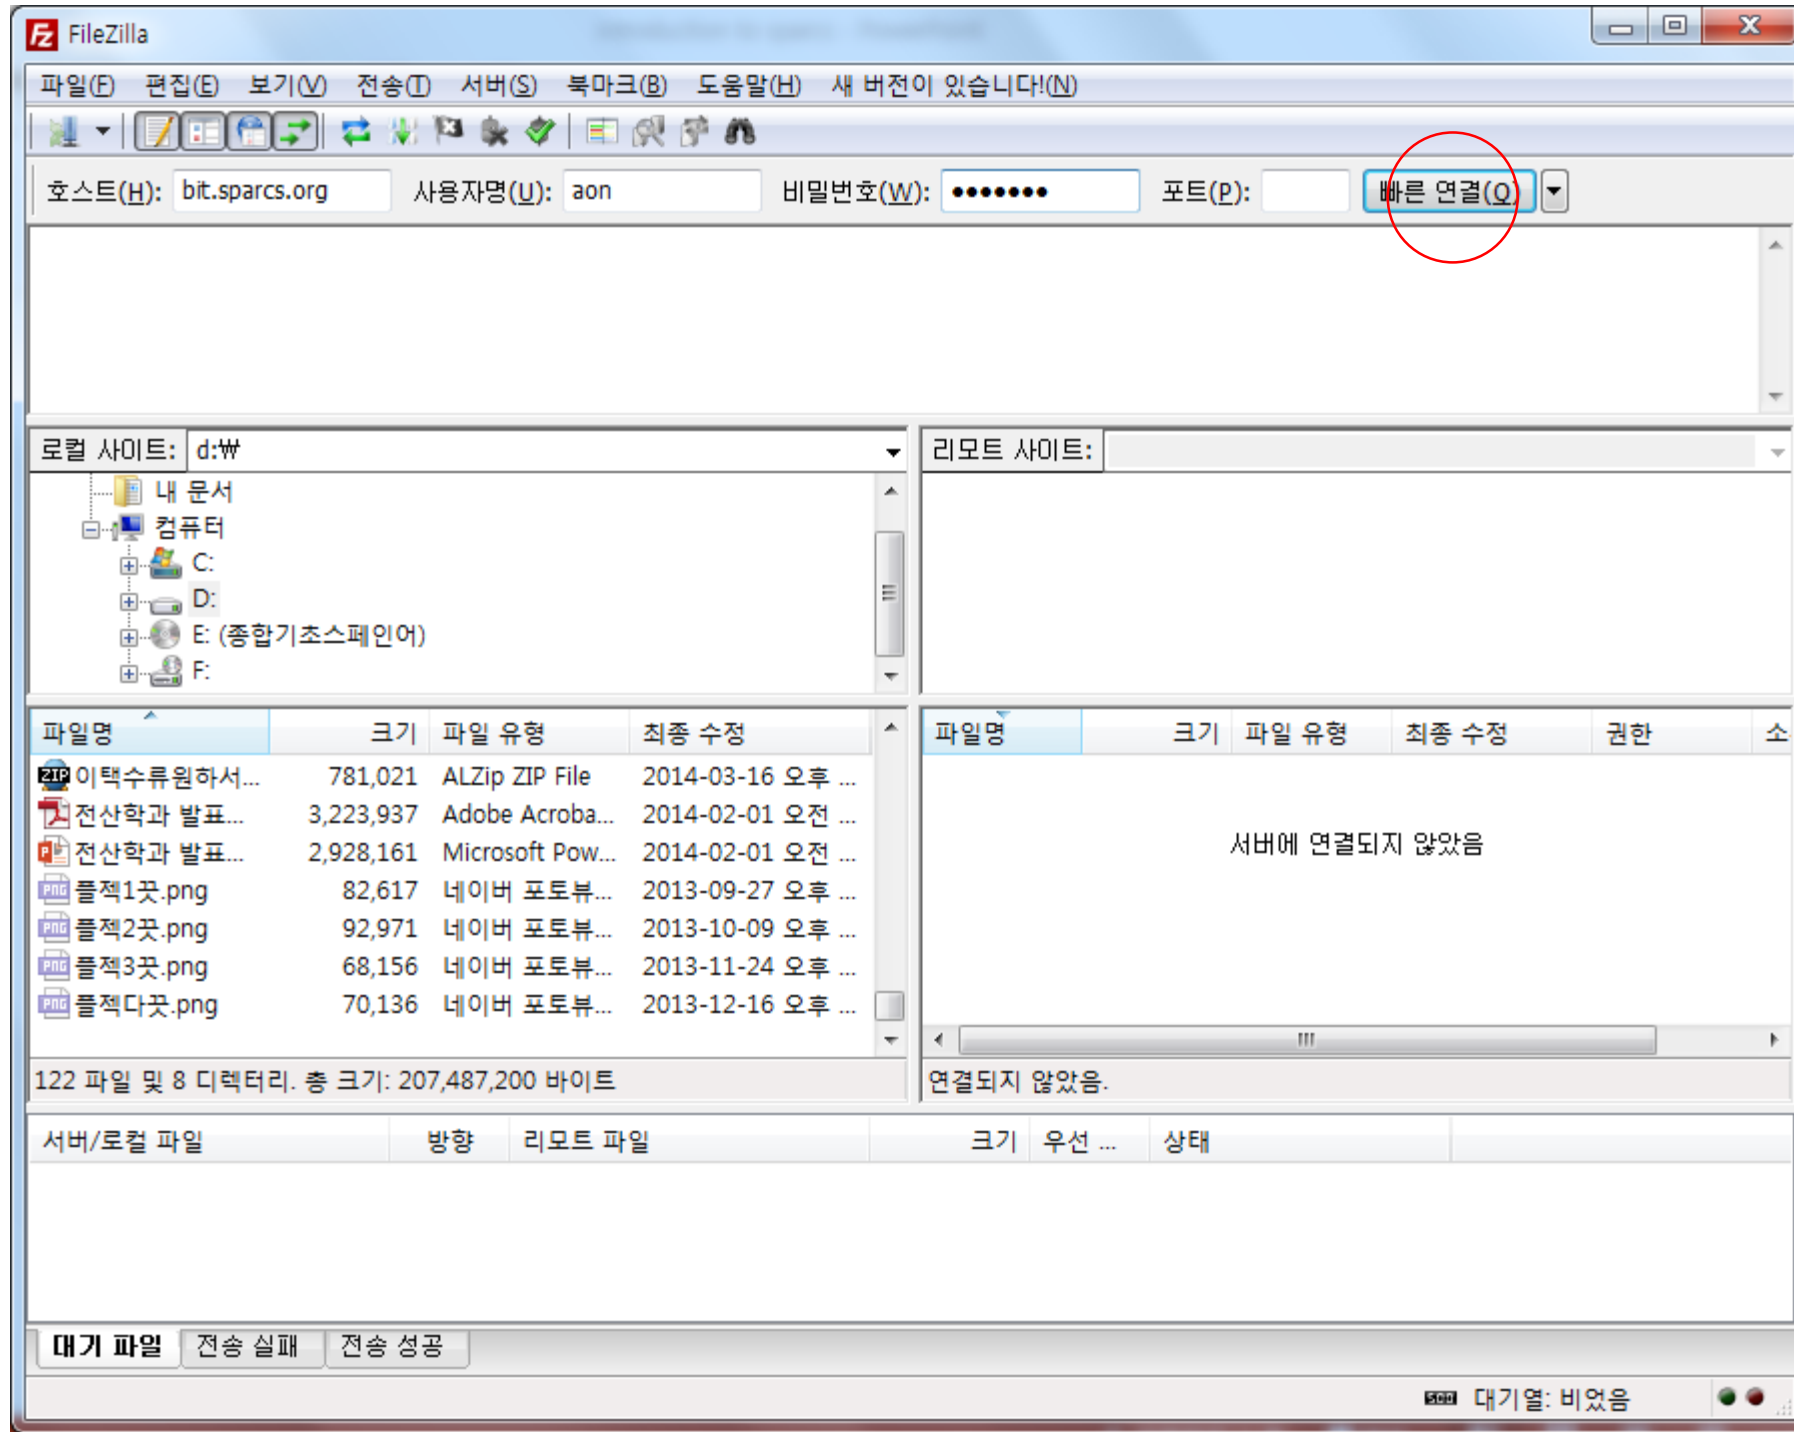 FileZilla
파일(F) 편집(E) 보기(V) 전송(T) 서버(S) 북마크(B) 도움말(H) 새 버전이 있습니다!(N)
호스트(H): bit.sparcs.org 사용자명(U): aon 비밀번호(W): ●●●●●●● 포트(P): 빠른 연결(Q)
로컬 사이트: d:₩
리모트 사이트:
내 문서
컴퓨터
C:
D:
E: (종합기초스페인어)
F:
파일명 크기 파일 유형 최종 수정
이택수류원하서... 781,021 ALZip ZIP File 2014-03-16 오후 ...
전산학과 발표... 3,223,937 Adobe Acroba... 2014-02-01 오전 ...
전산학과 발표... 2,928,161 Microsoft Pow... 2014-02-01 오전 ...
플젝1끗.png 82,617 네이버 포토뷰... 2013-09-27 오후 ...
플젝2끗.png 92,971 네이버 포토뷰... 2013-10-09 오후 ...
플젝3끗.png 68,156 네이버 포토뷰... 2013-11-24 오후 ...
플젝다끗.png 70,136 네이버 포토뷰... 2013-12-16 오후 ...
122 파일 및 8 디렉터리. 총 크기: 207,487,200 바이트
파일명 크기 파일 유형 최종 수정 권한 소
서버에 연결되지 않았음
연결되지 않았음.
서버/로컬 파일 방향 리모트 파일 크기 우선 ... 상태
대기 파일 전송 실패 전송 성공
대기열: 비었음